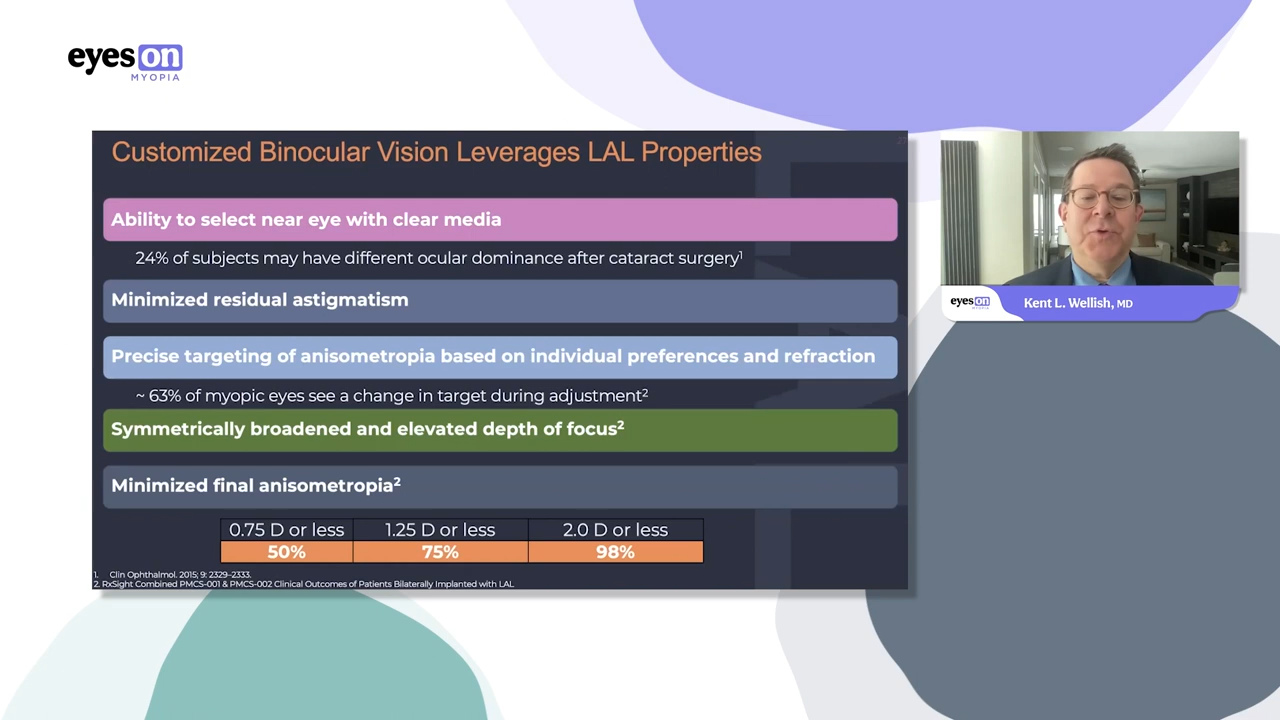 eyes on
MYOPIA
Customized Binocular Vision Leverages LAL Properties
Ability to select near eye with clear media
24% of subjects may have different ocular dominance after cataract surgery¹
Minimized residual astigmatism
Precise targeting of anisometropia based on individual preferences and refraction
~ 63% of myopic eyes see a change in target during adjustment²
Symmetrically broadened and elevated depth of focus²
Minimized final anisometropia²
0.75 D or less 1.25 D or less 2.0 D or less
50% 75% 98%
1. Clin Ophthalmol. 2015; 9: 2329–2333.
2. RxSight Combined PMCS-001 & PMCS-002 Clinical Outcomes of Patients Bilaterally Implanted with LAL
eyes on
Kent L. Wellish, MD